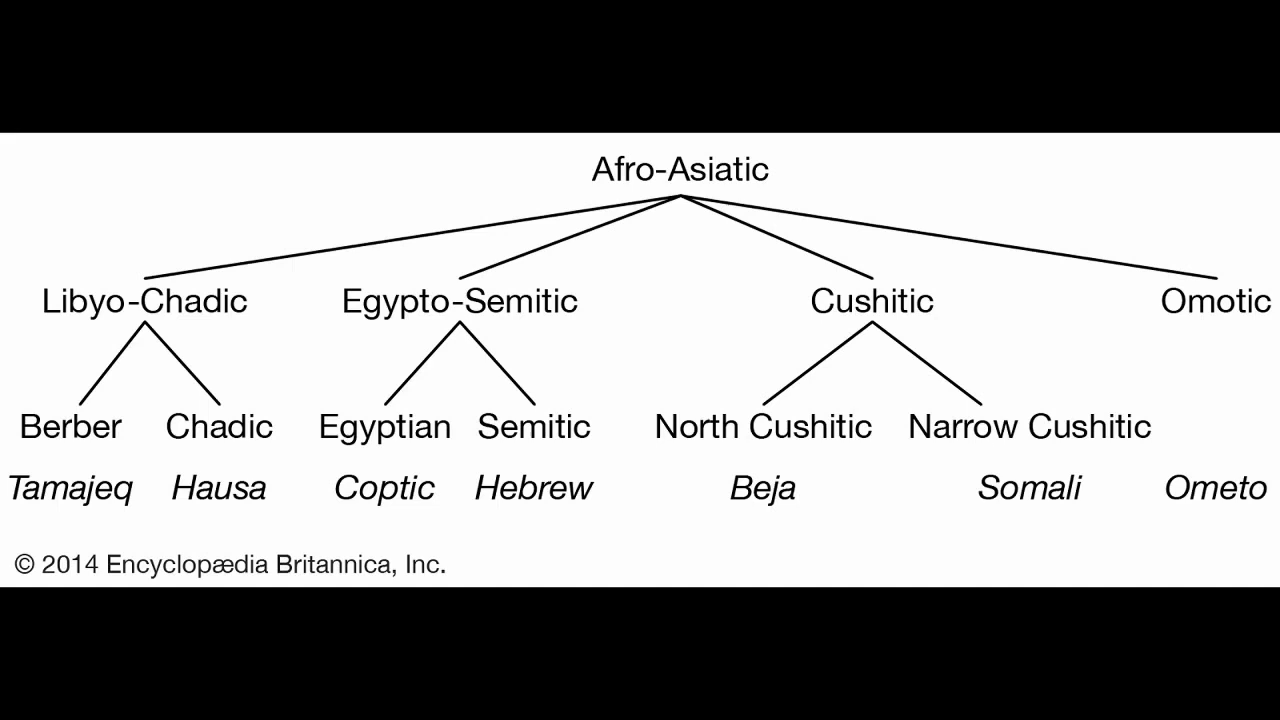 Afro-Asiatic
Libyo-Chadic Egypto-Semitic Cushitic Omotic
Berber Chadic Egyptian Semitic North Cushitic Narrow Cushitic
Tamajeq Hausa Coptic Hebrew Beja Somali Ometo
© 2014 Encyclopædia Britannica, Inc.